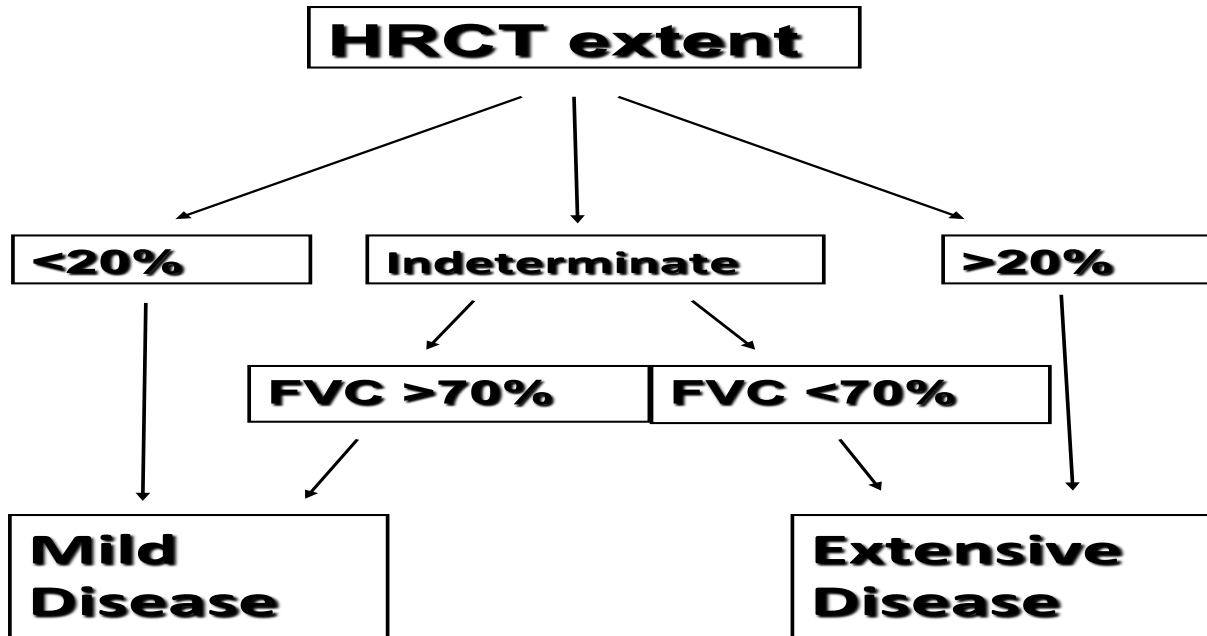 HRCT extent
<20%
Indeterminate
>20%
FVC >70%
FVC <70%
Mild
Disease
Extensive
Disease